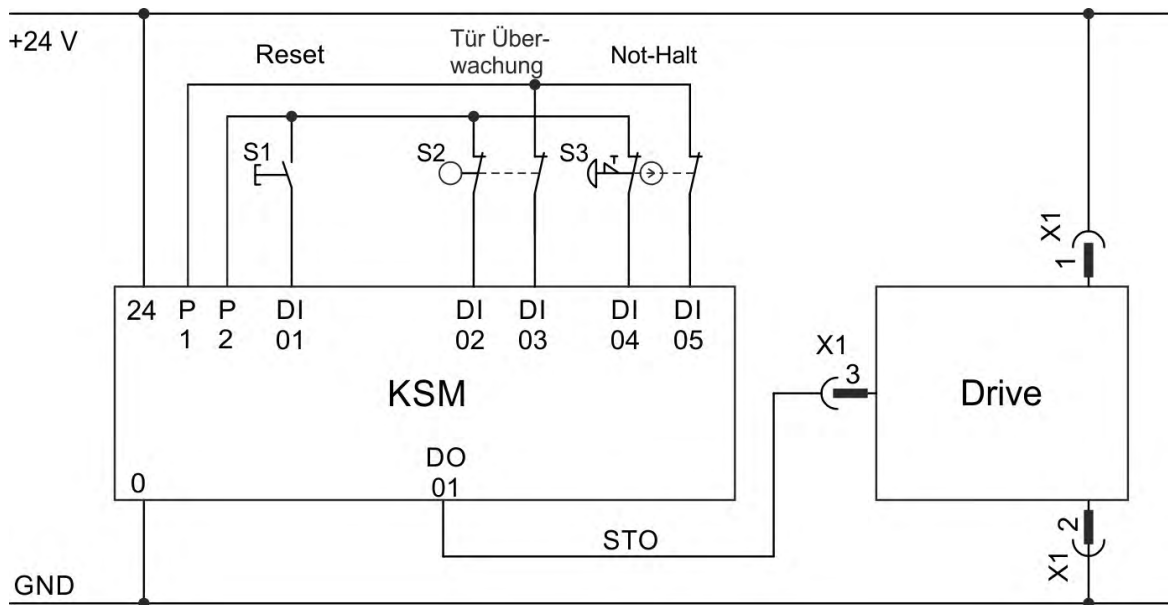 +24 V
Reset
Tür Über-
wachung
Not-Halt
S1
S2
S3
X1
1
24
P
1
P
2
DI
01
DI
02
DI
03
DI
04
DI
05
KSM
X1
3
Drive
0
DO
01
STO
2
X1
GND